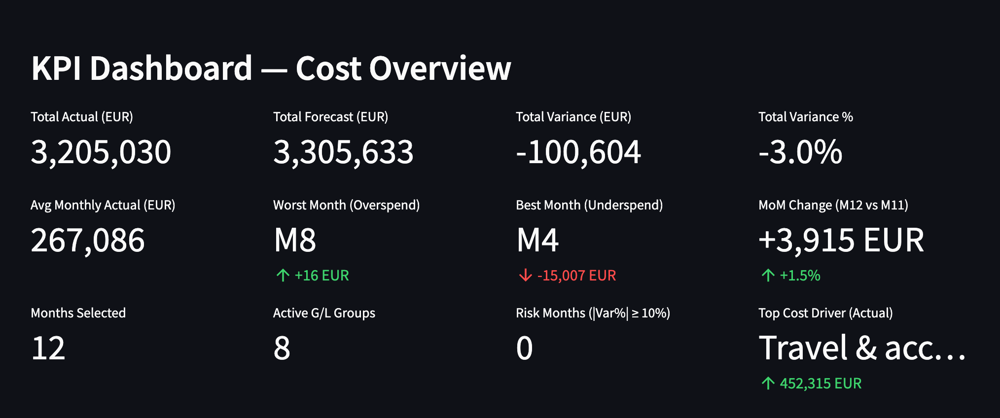 KPI Dashboard — Cost Overview
Total Actual (EUR)
3,205,030
Total Forecast (EUR)
3,305,633
Total Variance (EUR)
-100,604
Total Variance %
-3.0%
Avg Monthly Actual (EUR)
267,086
Worst Month (Overspend)
M8
↑ +16 EUR
Best Month (Underspend)
M4
↓ -15,007 EUR
MoM Change (M12 vs M11)
+3,915 EUR
↑ +1.5%
Months Selected
12
Active G/L Groups
8
Risk Months (|Var%| ≥ 10%)
0
Top Cost Driver (Actual)
Travel & acc…
↑ 452,315 EUR